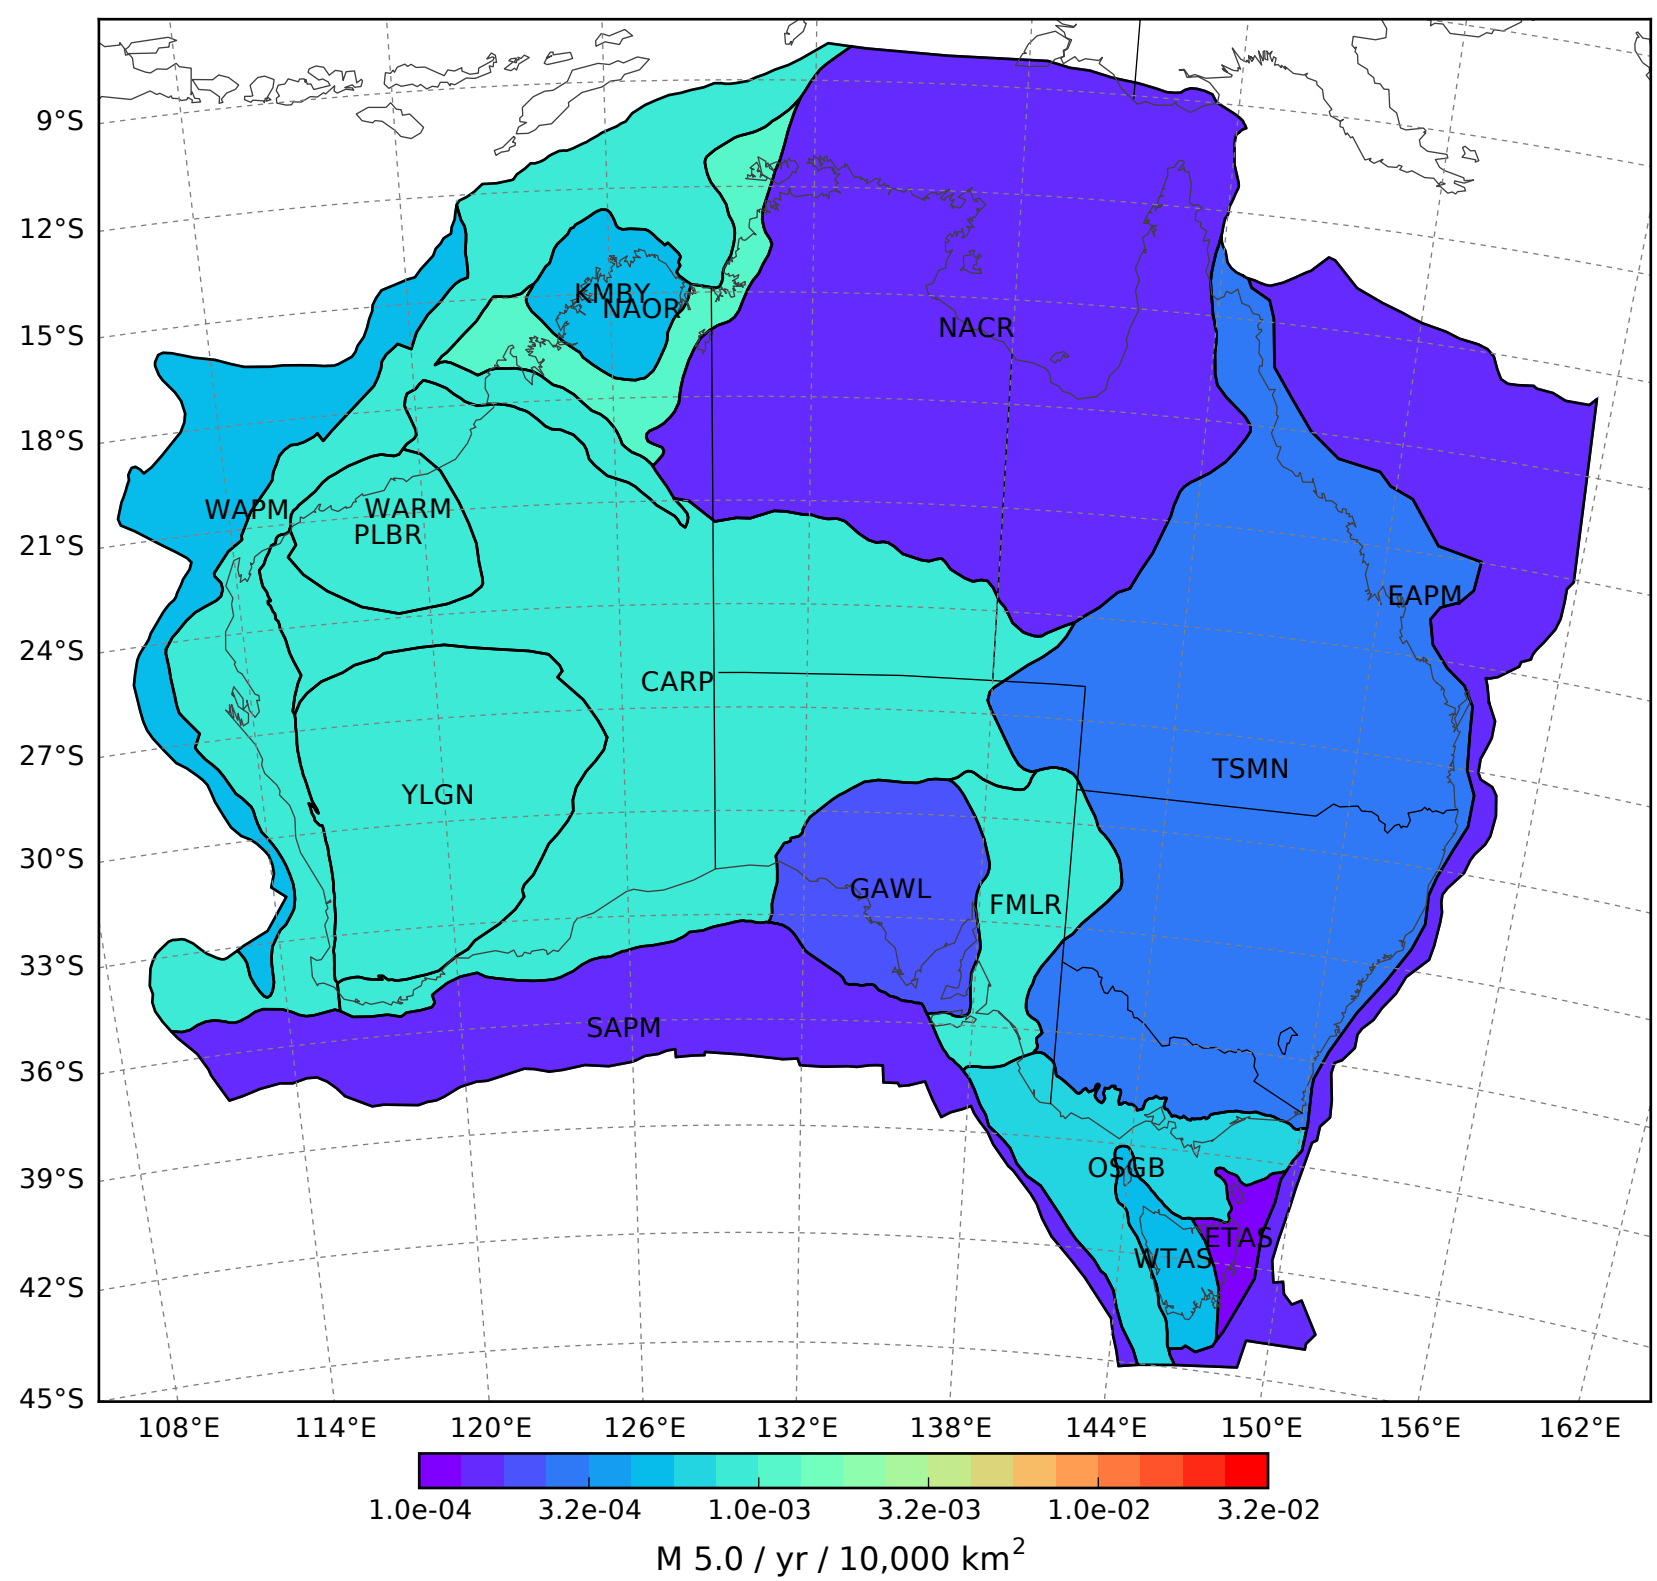 9°S
12°S
KMBY
NAOR
15°S
NACR
18°S
WAPM
WARM
PLBR
21°S
EAPM
24°S
CARP
27°S
TSMN
YLGN
30°S
GAWL
FMLR
33°S
SAPM
36°S
39°S
OSGB
ETAS
WTAS
42°S
45°S
108°E 114°E 120°E 126°E 132°E 138°E 144°E 150°E 156°E 162°E
1.0e-04 3.2e-04 1.0e-03 3.2e-03 1.0e-02 3.2e-02
M 5.0 / yr / 10,000 km²